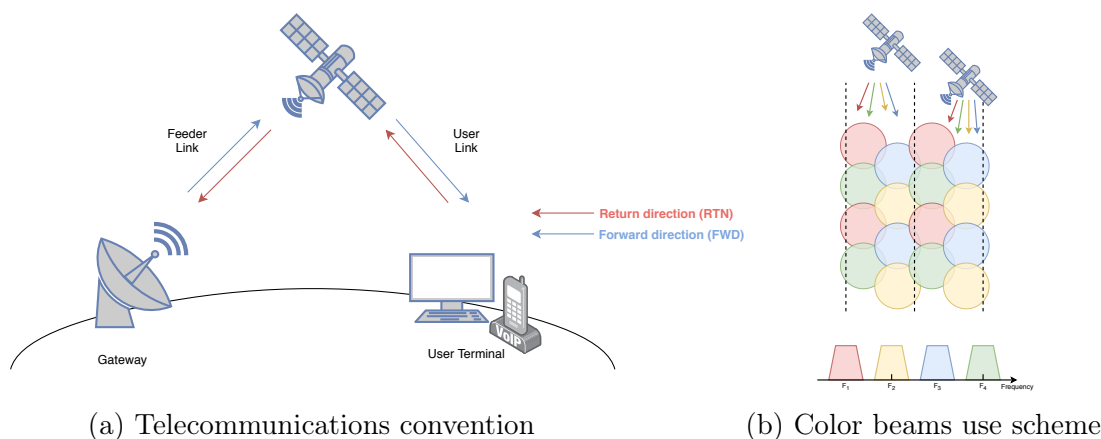 Feeder
Link
User
Link
Return direction (RTN)
Forward direction (FWD)
VoIP
Gateway
User Terminal
F1
F2
F3
F4
Frequency
(a) Telecommunications convention
(b) Color beams use scheme